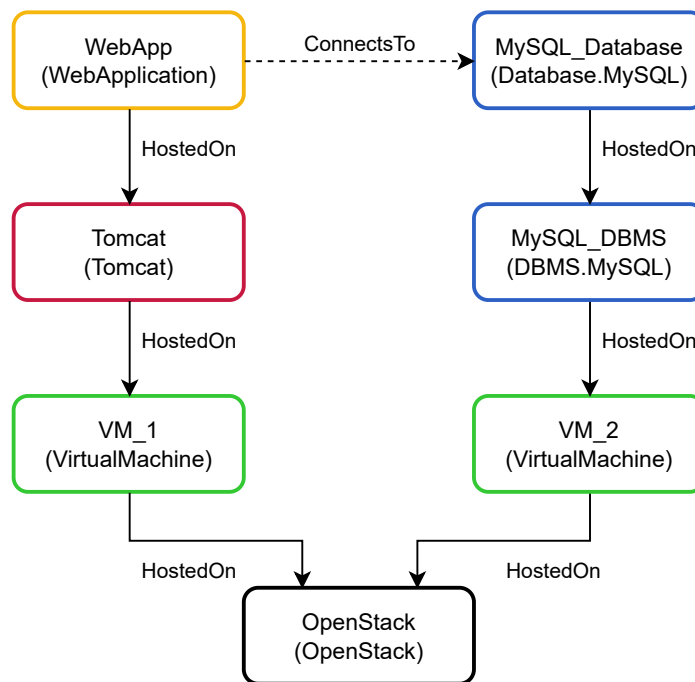 WebApp
(WebApplication)
ConnectsTo
MySQL_Database
(Database.MySQL)
HostedOn
HostedOn
Tomcat
(Tomcat)
MySQL_DBMS
(DBMS.MySQL)
HostedOn
HostedOn
VM_1
(VirtualMachine)
VM_2
(VirtualMachine)
HostedOn
HostedOn
OpenStack
(OpenStack)